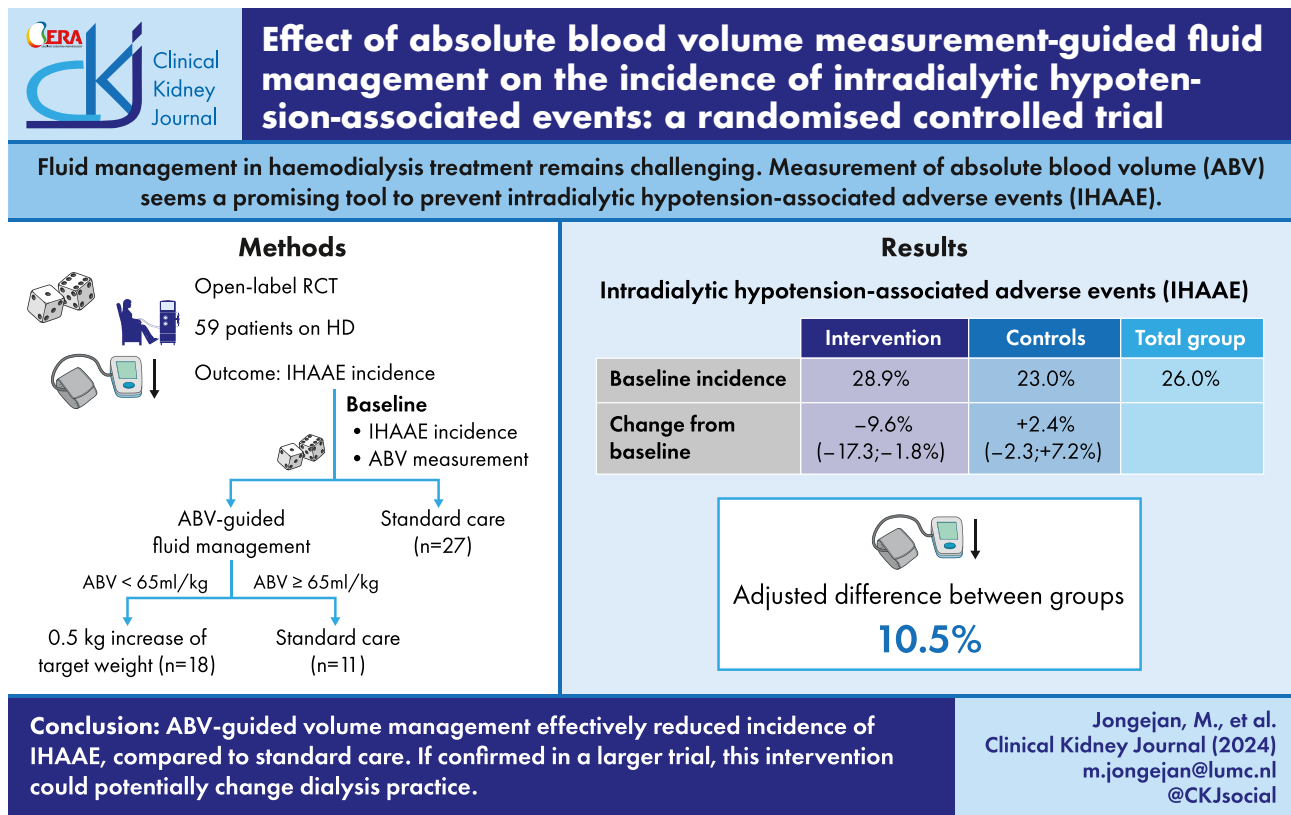 ERA
CKJ
Clinical
Kidney
Journal
Effect of absolute blood volume measurement-guided fluid
management on the incidence of intradialytic hypoten-
sion-associated events: a randomised controlled trial
Fluid management in haemodialysis treatment remains challenging. Measurement of absolute blood volume (ABV)
seems a promising tool to prevent intradialytic hypotension-associated adverse events (IHAAE).
Methods
Open-label RCT
59 patients on HD
Outcome: IHAAE incidence
Baseline
• IHAAE incidence
• ABV measurement
ABV-guided
fluid management
Standard care
(n=27)
ABV < 65ml/kg
ABV ≥ 65ml/kg
0.5 kg increase of
target weight (n=18)
Standard care
(n=11)
Results
Intradialytic hypotension-associated adverse events (IHAAE)
Intervention Controls Total group
Baseline incidence 28.9% 23.0% 26.0%
Change from
baseline
−9.6%
(−17.3;−1.8%)
+2.4%
(−2.3;+7.2%)
Adjusted difference between groups
10.5%
Conclusion: ABV-guided volume management effectively reduced incidence of
IHAAE, compared to standard care. If confirmed in a larger trial, this intervention
could potentially change dialysis practice.
Jongejan, M., et al.
Clinical Kidney Journal (2024)
m.jongejan@lumc.nl
@CKJsocial